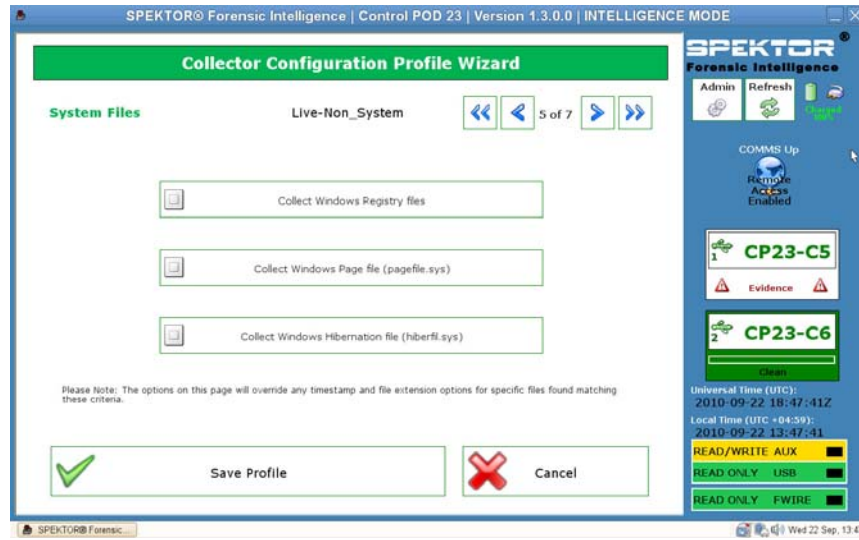 SPEKTOR® Forensic Intelligence | Control POD 23 | Version 1.3.0.0 | INTELLIGENCE MODE
SPEKTOR®
Forensic Intelligence
Collector Configuration Profile Wizard
Admin
Refresh
System Files
Live-Non_System
5 of 7
COMMS Up
Remote
Access
Enabled
Collect Windows Registry files
1
CP23-C5
Evidence
Collect Windows Page file (pagefile.sys)
2
CP23-C6
Clean
Collect Windows Hibernation file (hiberfil.sys)
Please Note: The options on this page will override any timestamp and file extension options for specific files found matching
these criteria.
Universal Time (UTC):
2010-09-22 18:47:41Z
Local Time (UTC +04:59):
2010-09-22 13:47:41
READ/WRITE AUX
READ ONLY USB
READ ONLY FWIRE
Save Profile
Cancel
SPEKTOR® Forensic...
Wed 22 Sep, 13:4